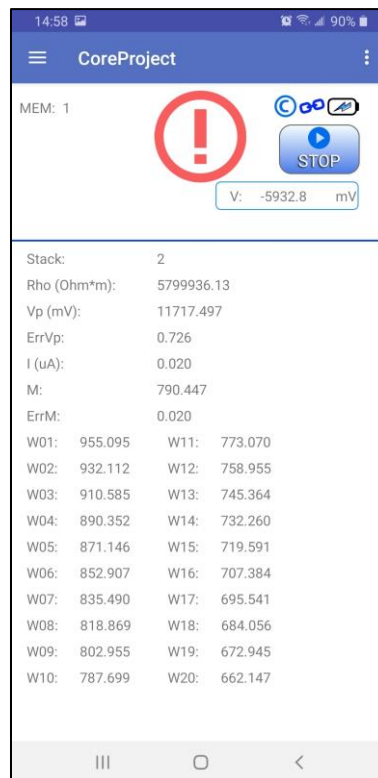 14:58 90%
CoreProject
MEM: 1
STOP
V: -5932.8 mV
Stack: 2
Rho (Ohm*m): 5799936.13
Vp (mV): 11717.497
ErrVp: 0.726
I (uA): 0.020
M: 790.447
ErrM: 0.020
W01: 955.095 W11: 773.070
W02: 932.112 W12: 758.955
W03: 910.585 W13: 745.364
W04: 890.352 W14: 732.260
W05: 871.146 W15: 719.591
W06: 852.907 W16: 707.384
W07: 835.490 W17: 695.541
W08: 818.869 W18: 684.056
W09: 802.955 W19: 672.945
W10: 787.699 W20: 662.147